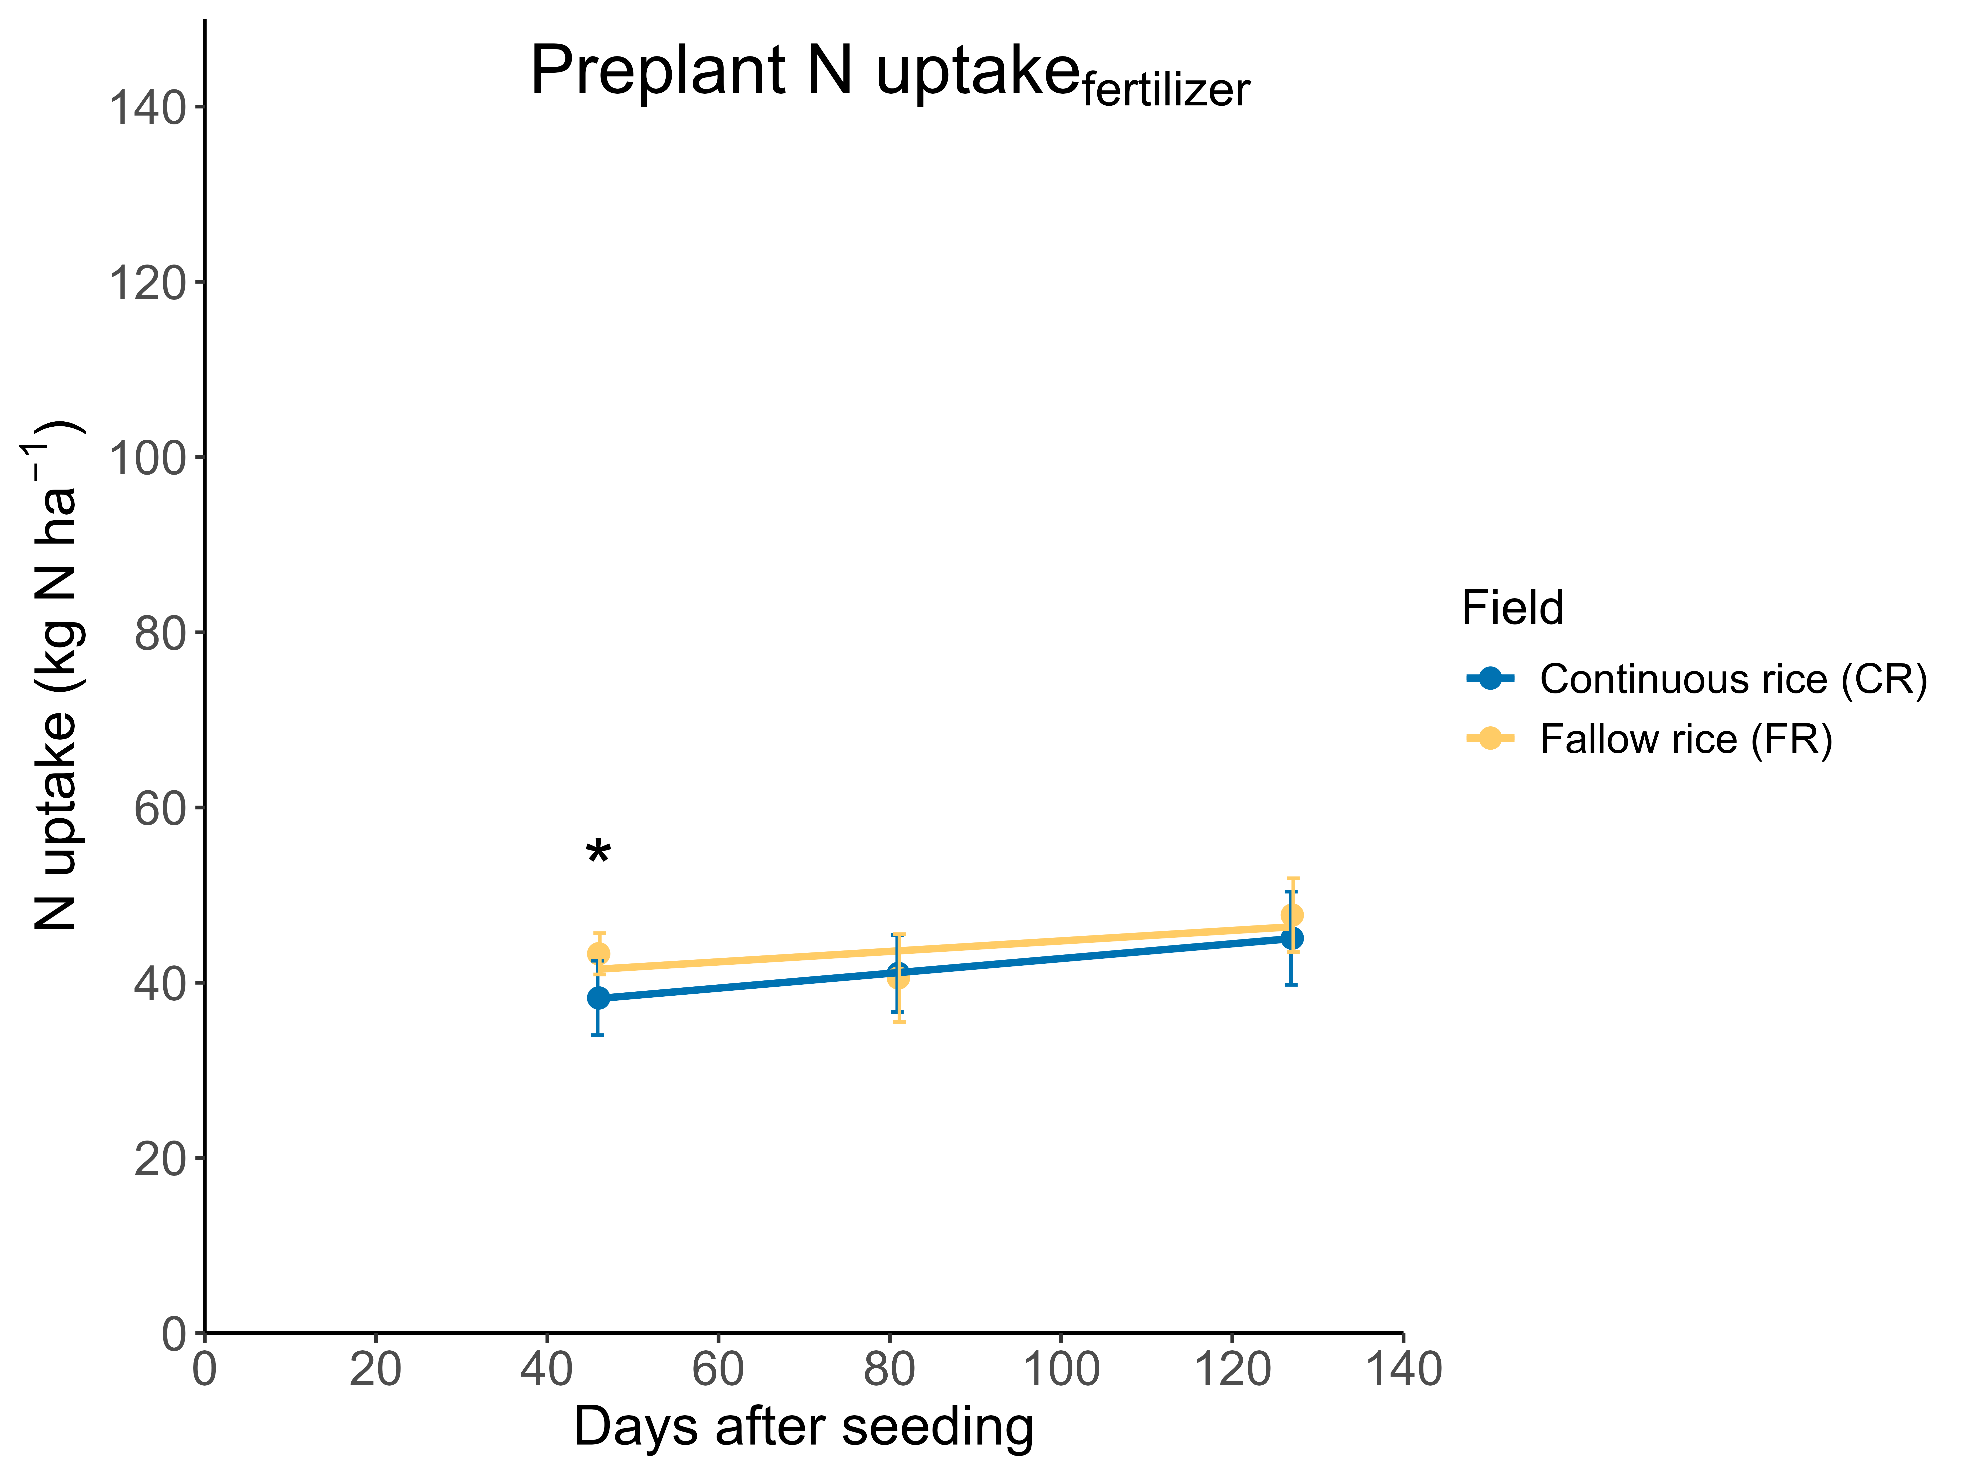 Preplant N uptakefertilizer
140
120
100
80
60
40
20
0
N uptake (kg N ha⁻¹)
*
0 20 40 60 80 100 120 140
Days after seeding
Field
Continuous rice (CR)
Fallow rice (FR)